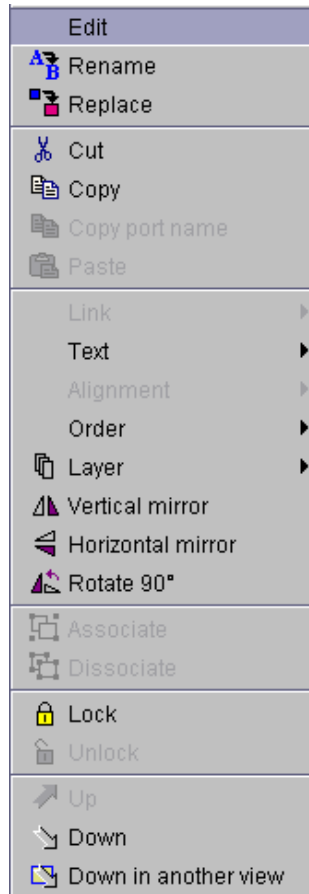 Edit
Rename
Replace
Cut
Copy
Copy port name
Paste
Link
Text
Alignment
Order
Layer
Vertical mirror
Horizontal mirror
Rotate 90°
Associate
Dissociate
Lock
Unlock
Up
Down
Down in another view